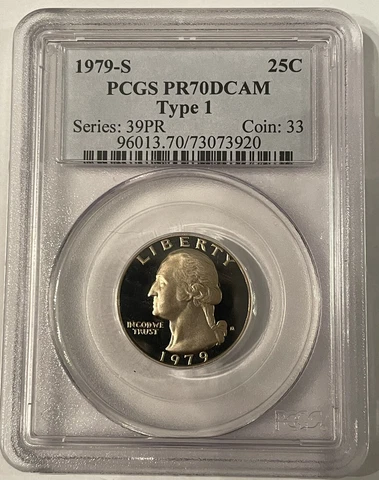 1979-S 25C
PCGS PR70DCAM
Type 1
Series: 39PR Coin: 33
96013.70/73073920
LIBERTY
IN GOD WE
TRUST
S
1979
PCGS